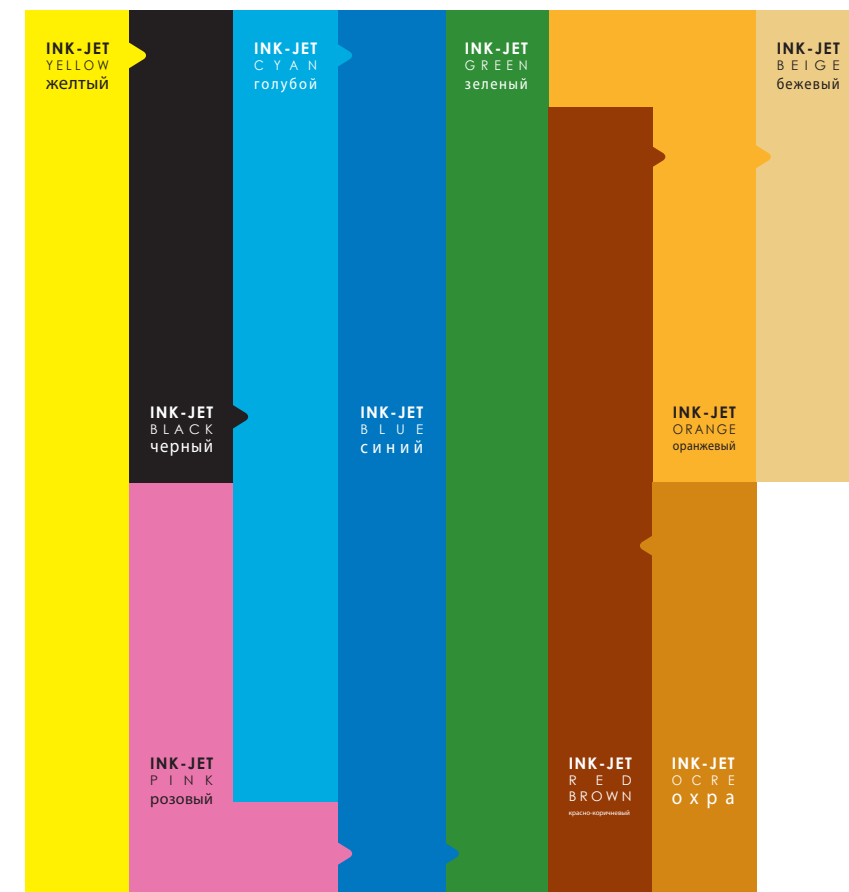 INK-JET
YELLOW
желтый
INK-JET
CYAN
голубой
INK-JET
GREEN
зеленый
INK-JET
BEIGE
бежевый
INK-JET
BLACK
черный
INK-JET
BLUE
синий
INK-JET
ORANGE
оранжевый
INK-JET
PINK
розовый
INK-JET
RED
BROWN
красно-коричневый
INK-JET
OCRE
охра